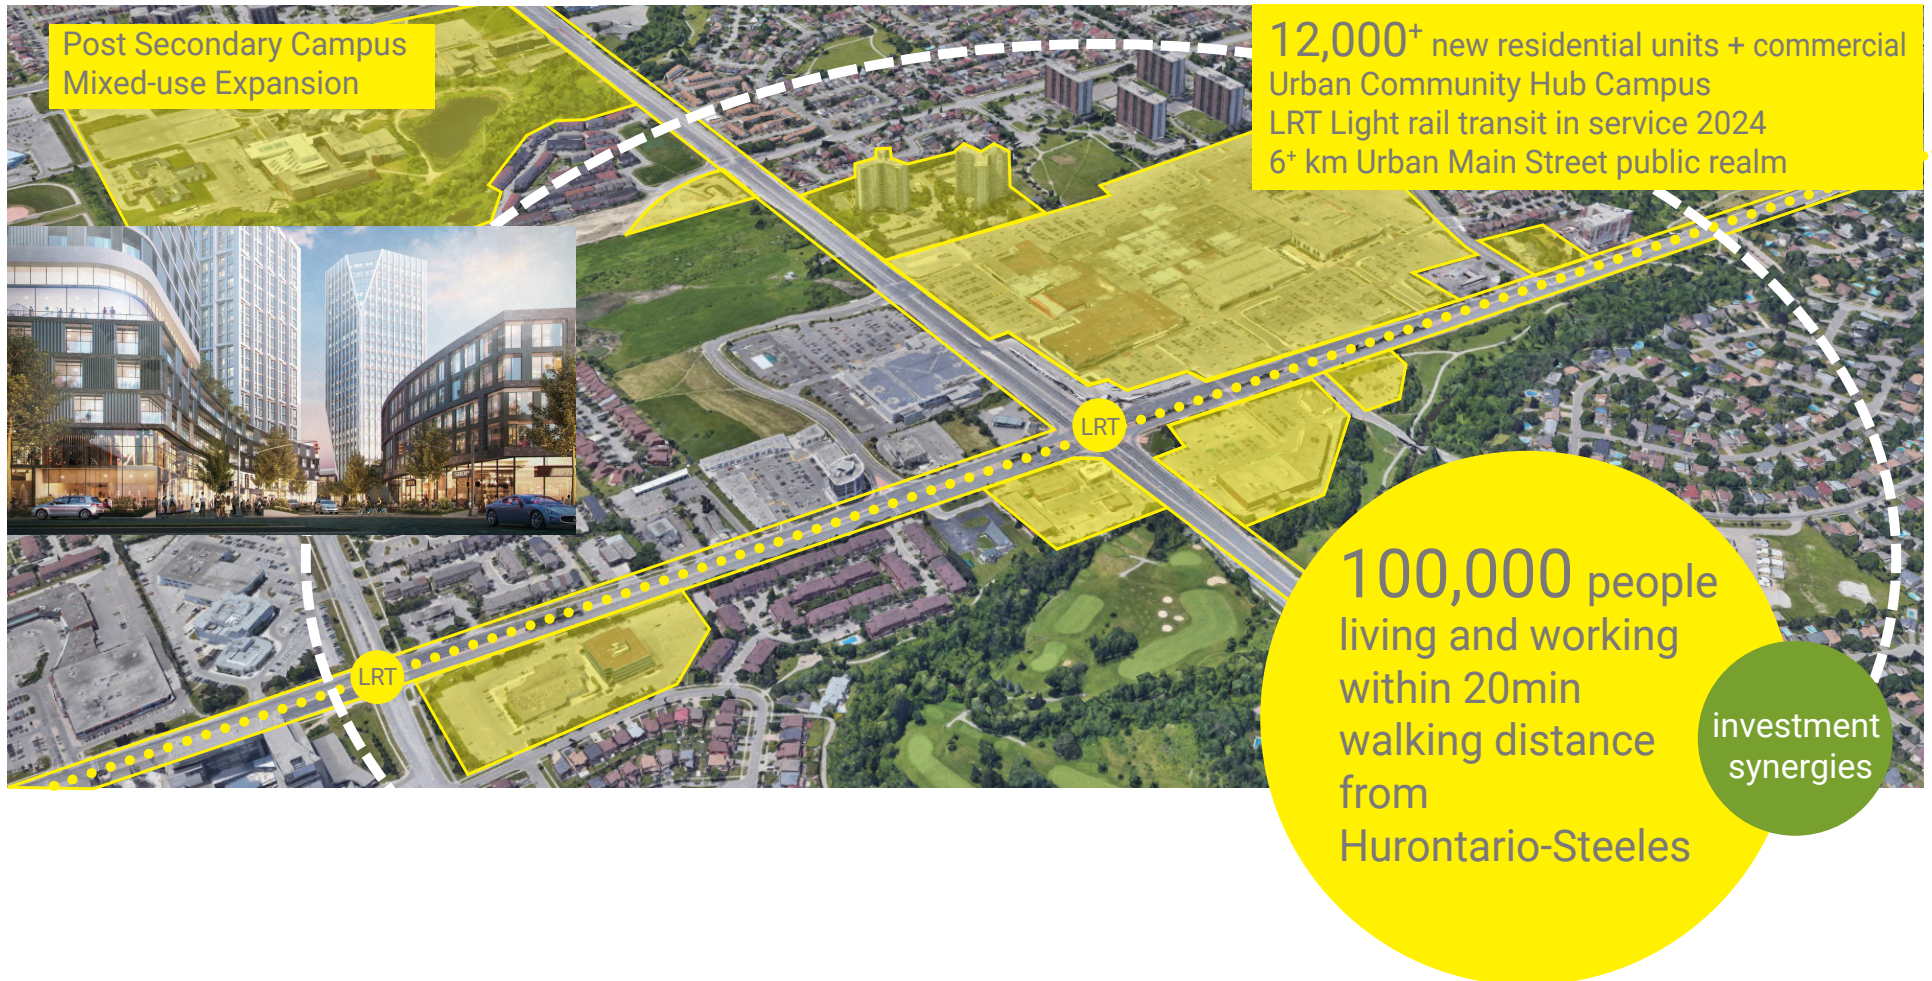 Post Secondary Campus
Mixed-use Expansion
12,000+ new residential units + commercial
Urban Community Hub Campus
LRT Light rail transit in service 2024
6+ km Urban Main Street public realm
LRT
LRT
100,000 people
living and working
within 20min
walking distance
from
Hurontario-Steeles
investment
synergies